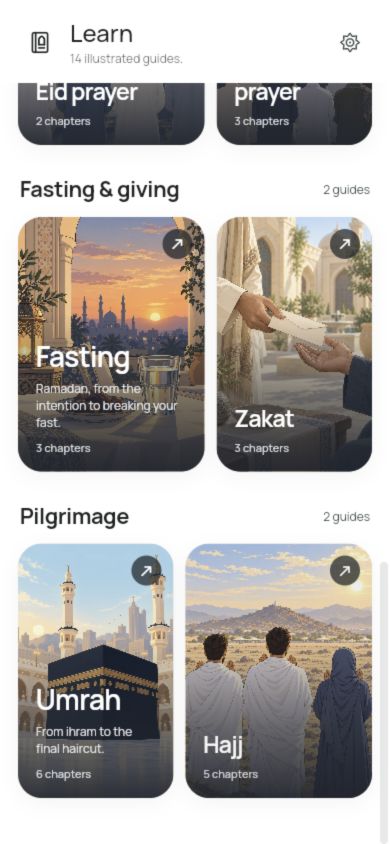 Learn
14 illustrated guides.
Eid prayer
2 chapters
prayer
3 chapters
Fasting & giving
2 guides
Fasting
Ramadan, from the
intention to breaking your
fast.
3 chapters
Zakat
3 chapters
Pilgrimage
2 guides
Umrah
From ihram to the
final haircut.
6 chapters
Hajj
5 chapters